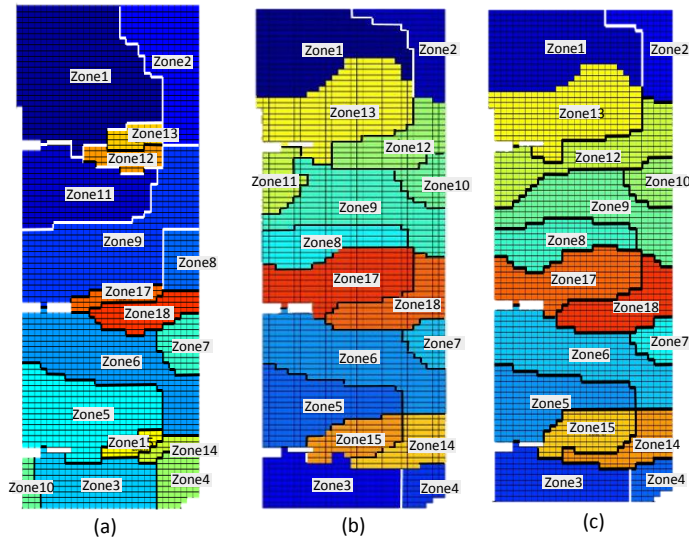 Zone1
Zone2
Zone13
Zone12
Zone11
Zone9
Zone8
Zone17
Zone18
Zone7
Zone6
Zone5
Zone15
Zone14
Zone10
Zone3
Zone4
(a)
Zone1
Zone2
Zone13
Zone12
Zone11
Zone10
Zone9
Zone8
Zone17
Zone18
Zone7
Zone6
Zone5
Zone15
Zone14
Zone3
Zone4
(b)
Zone1
Zone2
Zone13
Zone12
Zone10
Zone11
Zone9
Zone8
Zone17
Zone18
Zone6
Zone7
Zone5
Zone15
Zone14
Zone3
Zone4
(c)